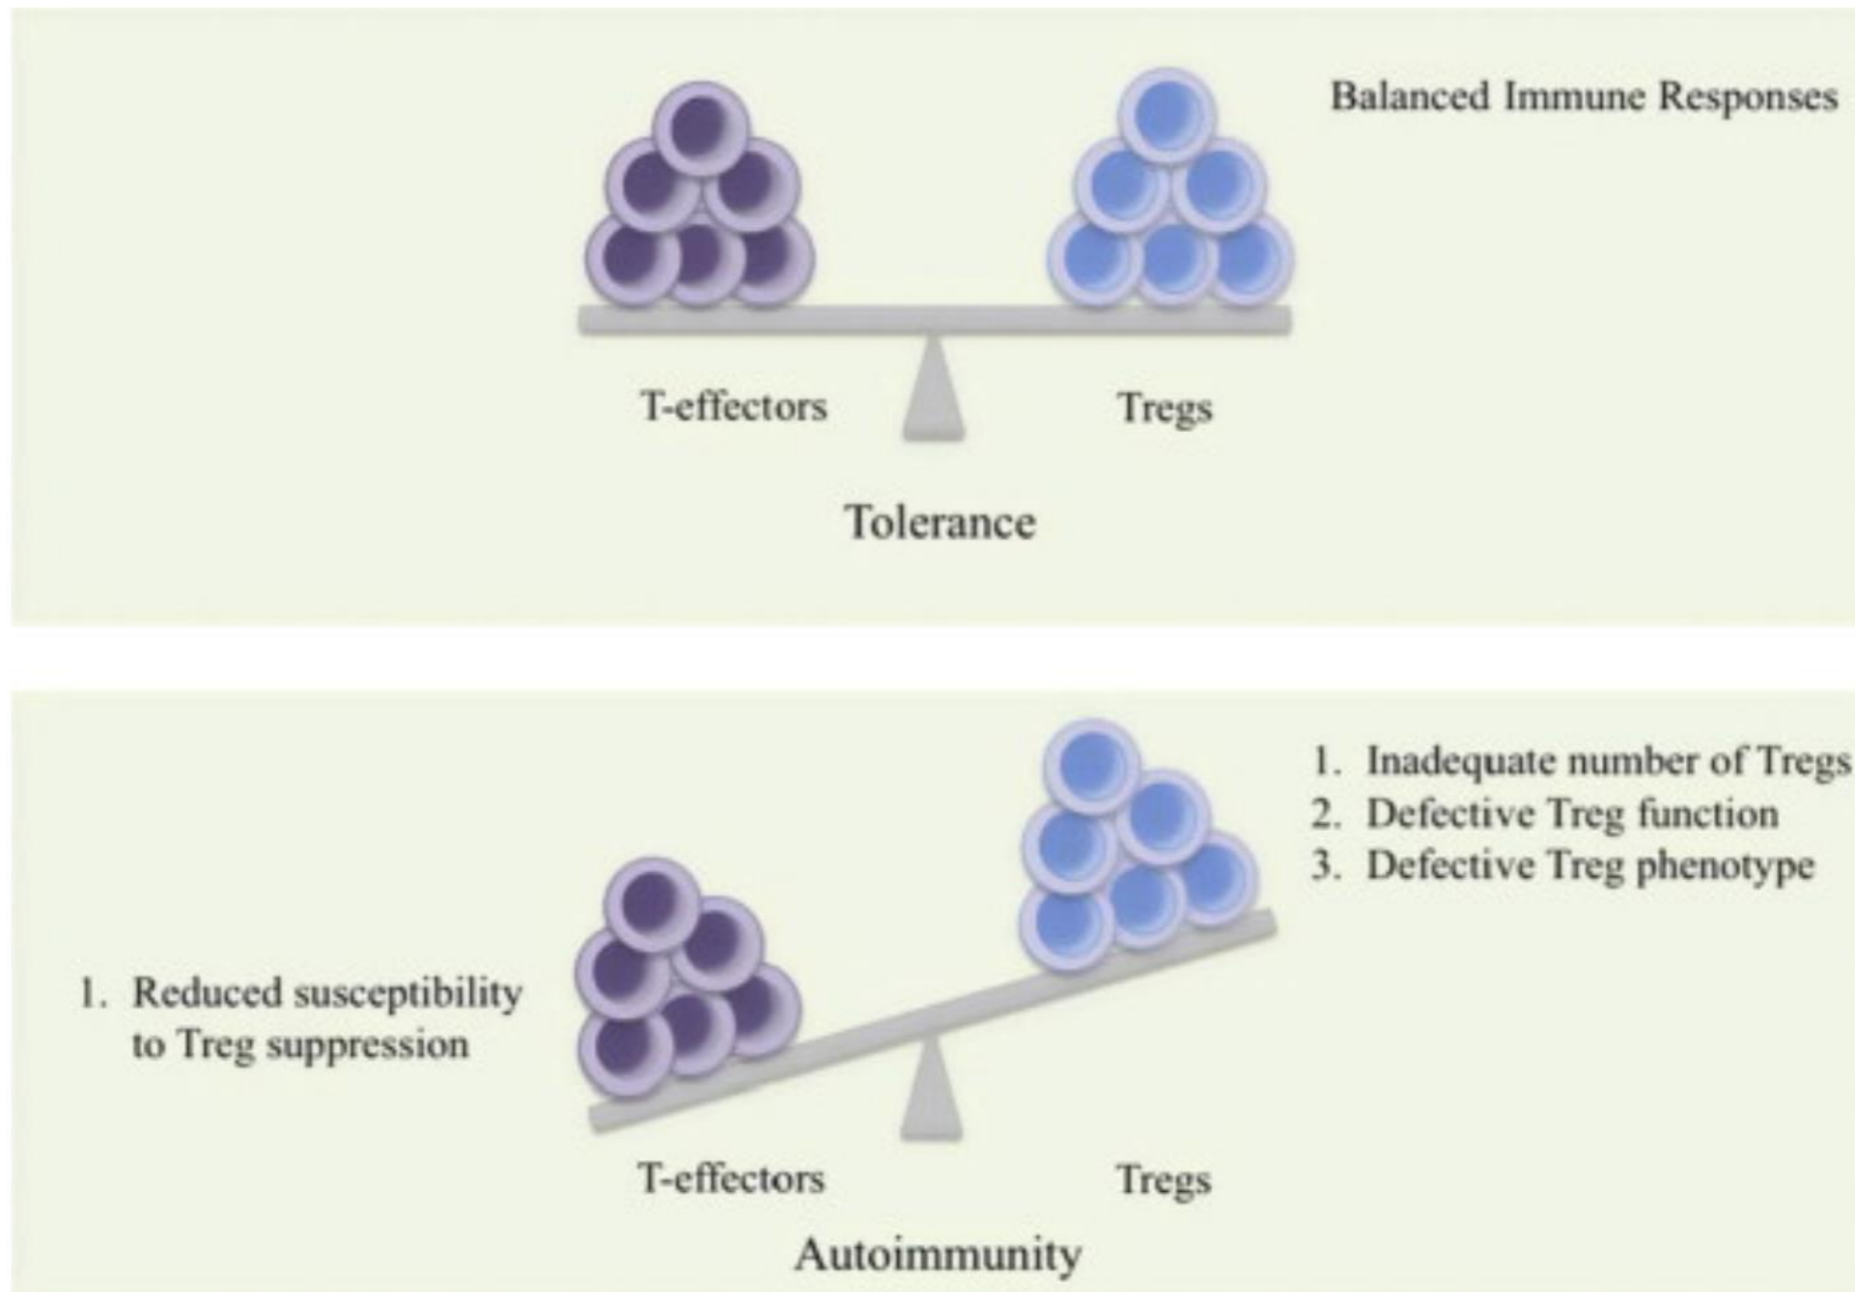 Balanced Immune Responses
T-effectors
Tregs
Tolerance
1. Inadequate number of Tregs
2. Defective Treg function
3. Defective Treg phenotype
1. Reduced susceptibility
to Treg suppression
T-effectors
Tregs
Autoimmunity